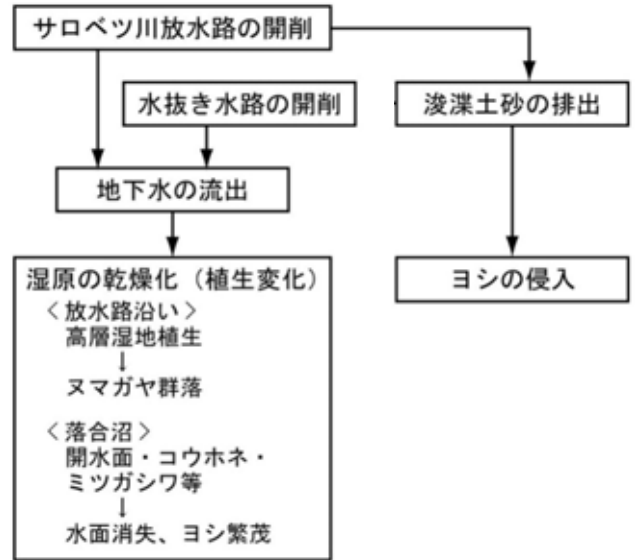 サロベツ川放水路の開削
水抜き水路の開削
浚渫土砂の排出
地下水の流出
ヨシの侵入
湿原の乾燥化（植生変化）
＜放水路沿い＞
高層湿地植生
↓
ヌマガヤ群落
＜落合沼＞
開水面・コウホネ・
ミツガシワ等
↓
水面消失、ヨシ繁茂